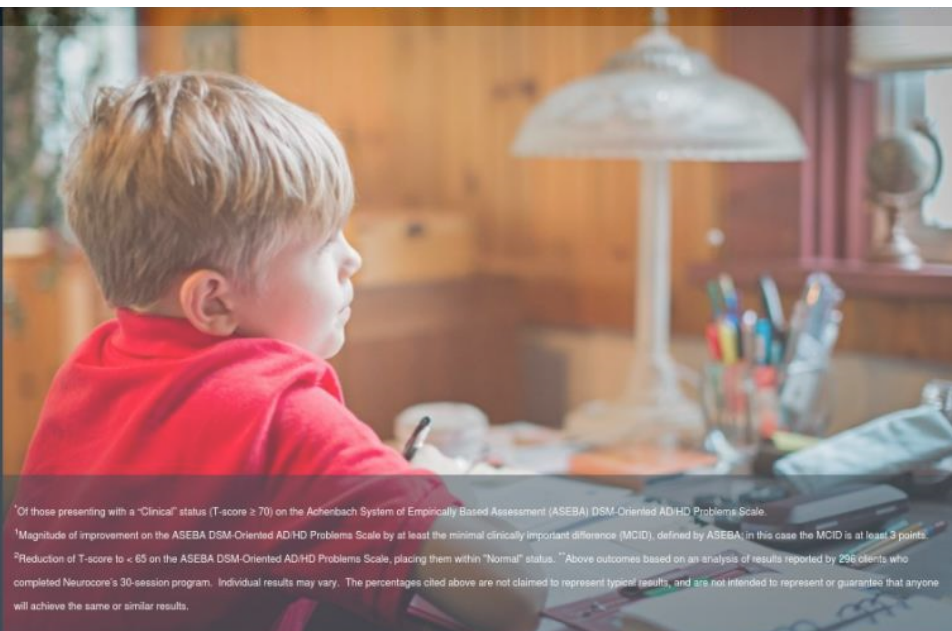 *Of those presenting with a "Clinical" status (T-score ≥ 70) on the Achenbach System of Empirically Based Assessment (ASEBA) DSM-Oriented AD/HD Problems Scale.
¹Magnitude of improvement on the ASEBA DSM-Oriented AD/HD Problems Scale by at least the minimal clinically important difference (MCID), defined by ASEBA; in this case the MCID is at least 3 points.
²Reduction of T-score to < 65 on the ASEBA DSM-Oriented AD/HD Problems Scale, placing them within "Normal" status. **Above outcomes based on an analysis of results reported by 296 clients who
completed Neurocore's 30-session program. Individual results may vary. The percentages cited above are not claimed to represent typical results, and are not intended to represent or guarantee that anyone
will achieve the same or similar results.